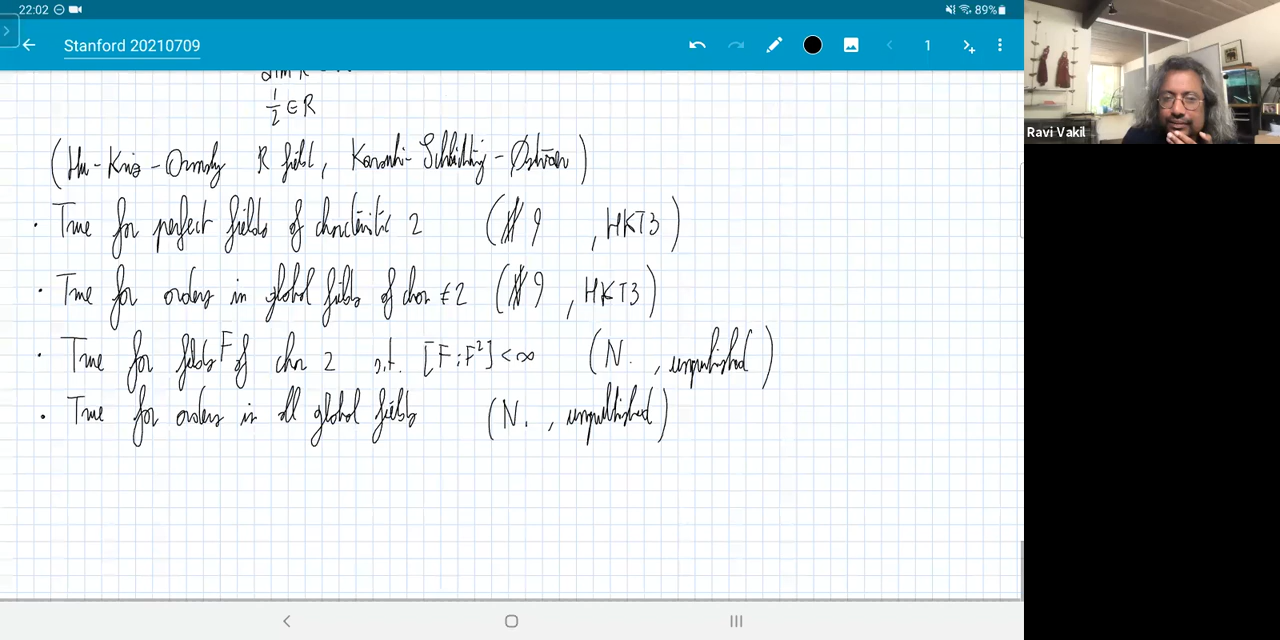 22:02 89%
Stanford 20210709 1
1/2 ∈ R
(Hu-Kriz-Ormsby R field, Karoubi-Schlichting-Østvær)
· True for perfect fields of characteristic 2 (# 9 , HKT3)
· True for orders in global fields of char ≠ 2 (# 9 , HKT3)
· True for fields F of char 2 s.t. [F:F²] < ∞ (N. , unpublished)
· True for orders in all global fields (N. , unpublished)
Ravi Vakil